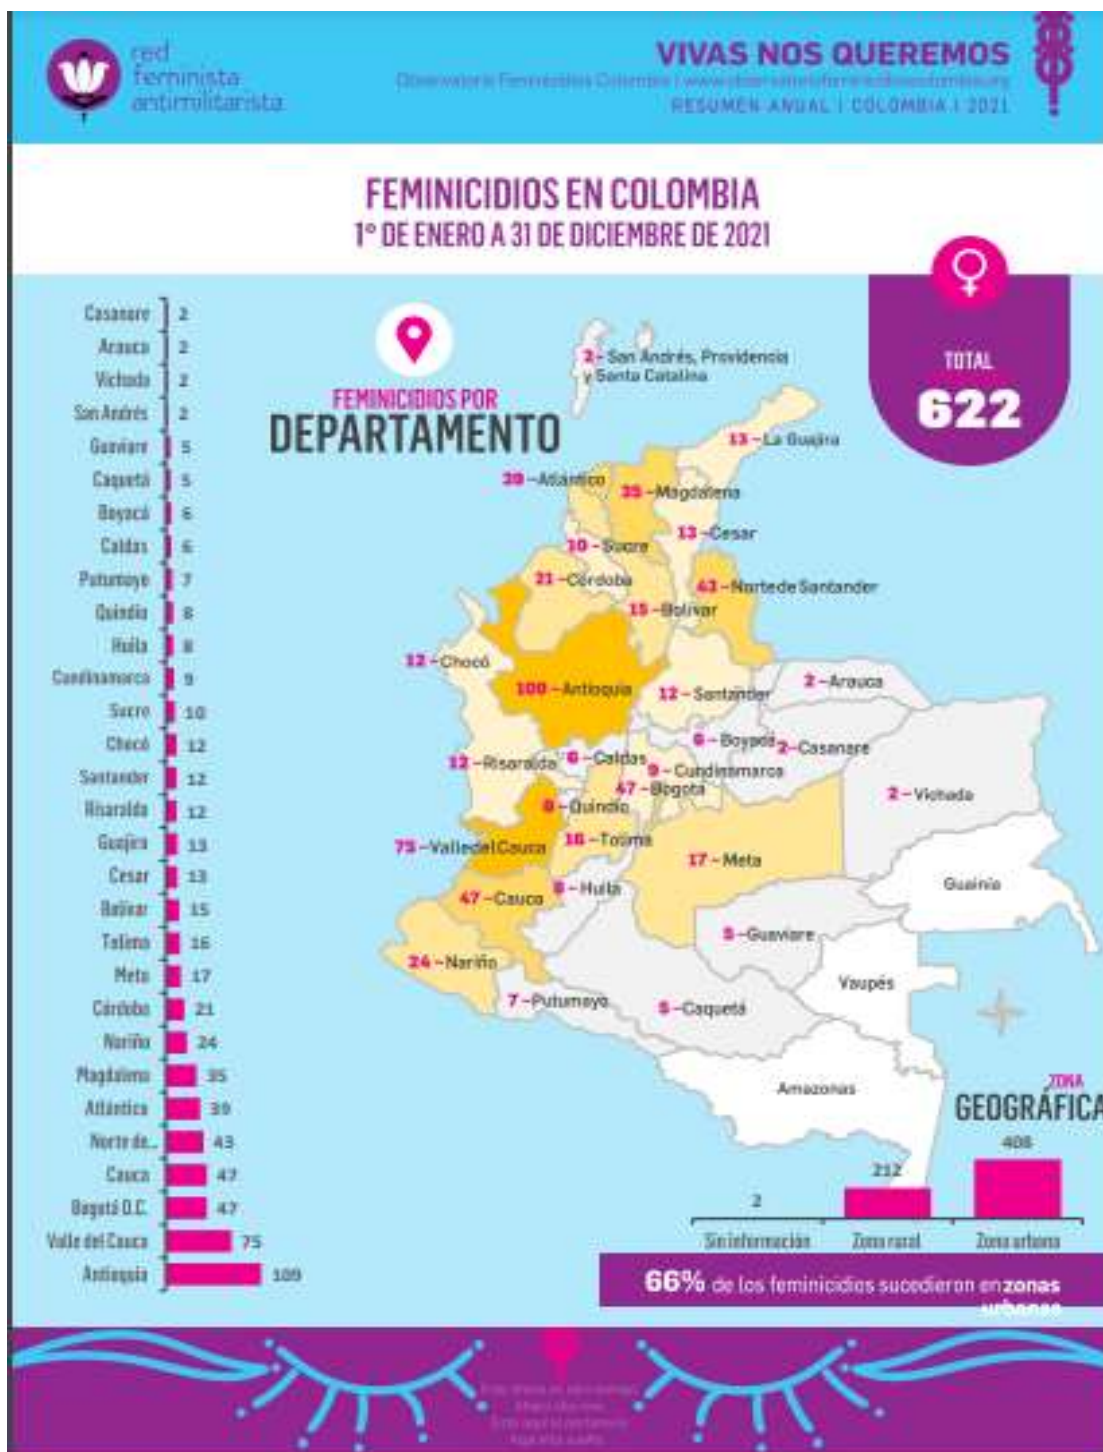 red
feminista
antimilitarista
VIVAS NOS QUEREMOS
Observatorio Feminicidios Colombia | www.observatoriofeminicidioscolombia.org
RESUMEN ANUAL | COLOMBIA | 2021
FEMINICIDIOS EN COLOMBIA
1° DE ENERO A 31 DE DICIEMBRE DE 2021
TOTAL
622
FEMINICIDIOS POR
DEPARTAMENTO
Casanare 2
Arauca 2
Vichada 2
San Andrés 2
Guaviare 5
Caquetá 5
Boyacá 6
Caldas 6
Putumayo 7
Quindío 8
Huila 8
Cundinamarca 9
Sucre 10
Chocó 12
Santander 12
Risaralda 12
Guajira 13
Cesar 13
Bolívar 15
Tolima 16
Meta 17
Córdoba 21
Nariño 24
Magdalena 35
Atlántico 39
Norte de... 43
Cauca 47
Bogotá D.C. 47
Valle del Cauca 75
Antioquia 109
2 - San Andrés, Providencia
y Santa Catalina
13 - La Guajira
39 - Atlántico
35 - Magdalena
13 - Cesar
10 - Sucre
21 - Córdoba
43 - Norte de Santander
15 - Bolívar
12 - Chocó
109 - Antioquia
12 - Santander
2 - Arauca
6 - Boyacá
2 - Casanare
12 - Risaralda
6 - Caldas
9 - Cundinamarca
47 - Bogotá
2 - Vichada
8 - Quindío
16 - Tolima
75 - Valle del Cauca
17 - Meta
Guainía
8 - Huila
47 - Cauca
5 - Guaviare
24 - Nariño
Vaupés
7 - Putumayo
5 - Caquetá
Amazonas
ZONA
GEOGRÁFICA
2
212
408
Sin información
Zona rural
Zona urbana
66% de los feminicidios sucedieron en zonas
urbanas